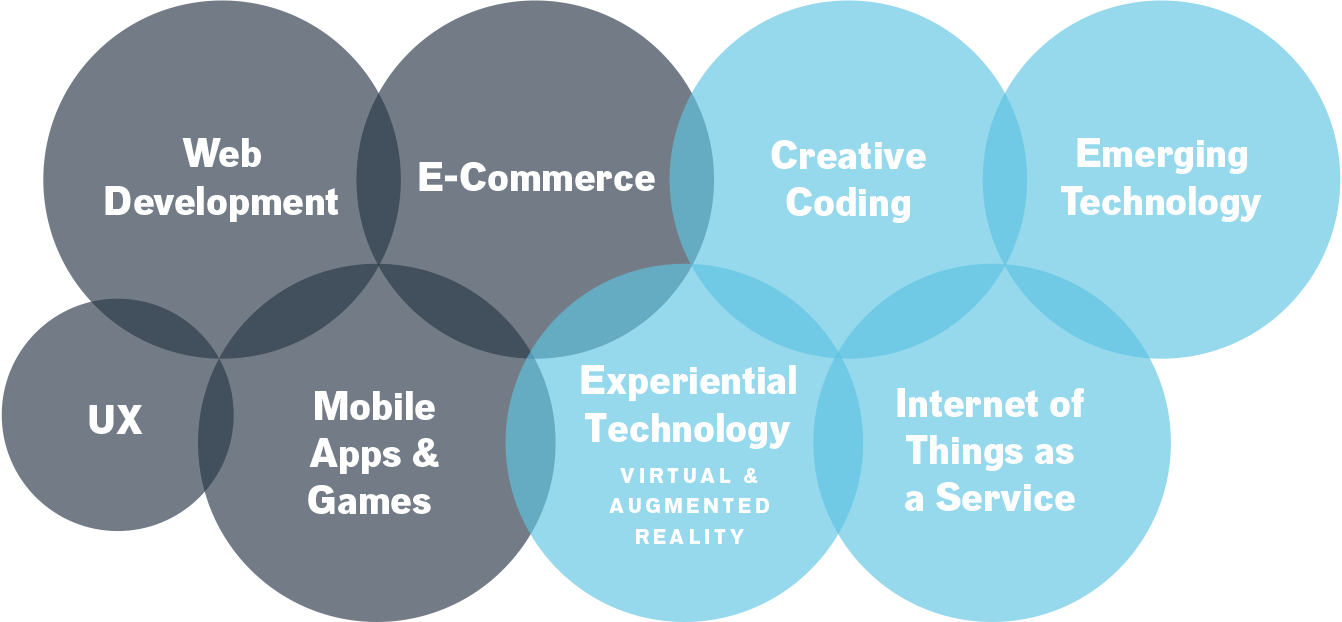 Web
Development
E-Commerce
Creative
Coding
Emerging
Technology
UX
Mobile
Apps &
Games
Experiential
Technology
VIRTUAL &
AUGMENTED
REALITY
Internet of
Things as
a Service